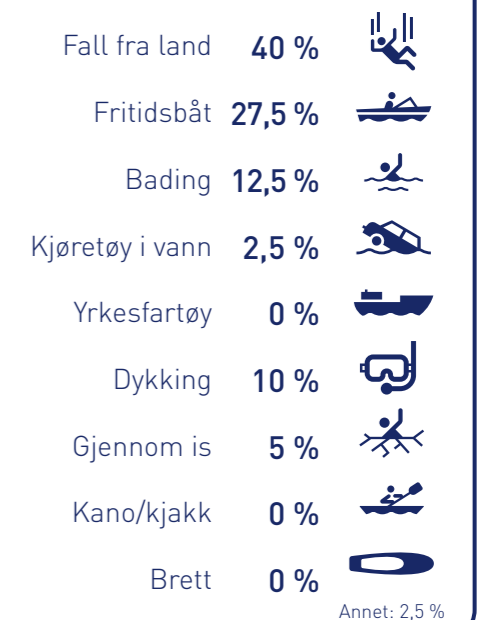 Fall fra land 40 %
Fritidsbåt 27,5 %
Bading 12,5 %
Kjøretøy i vann 2,5 %
Yrkesfartøy 0 %
Dykking 10 %
Gjennom is 5 %
Kano/kjakk 0 %
Brett 0 %
Annet: 2,5 %